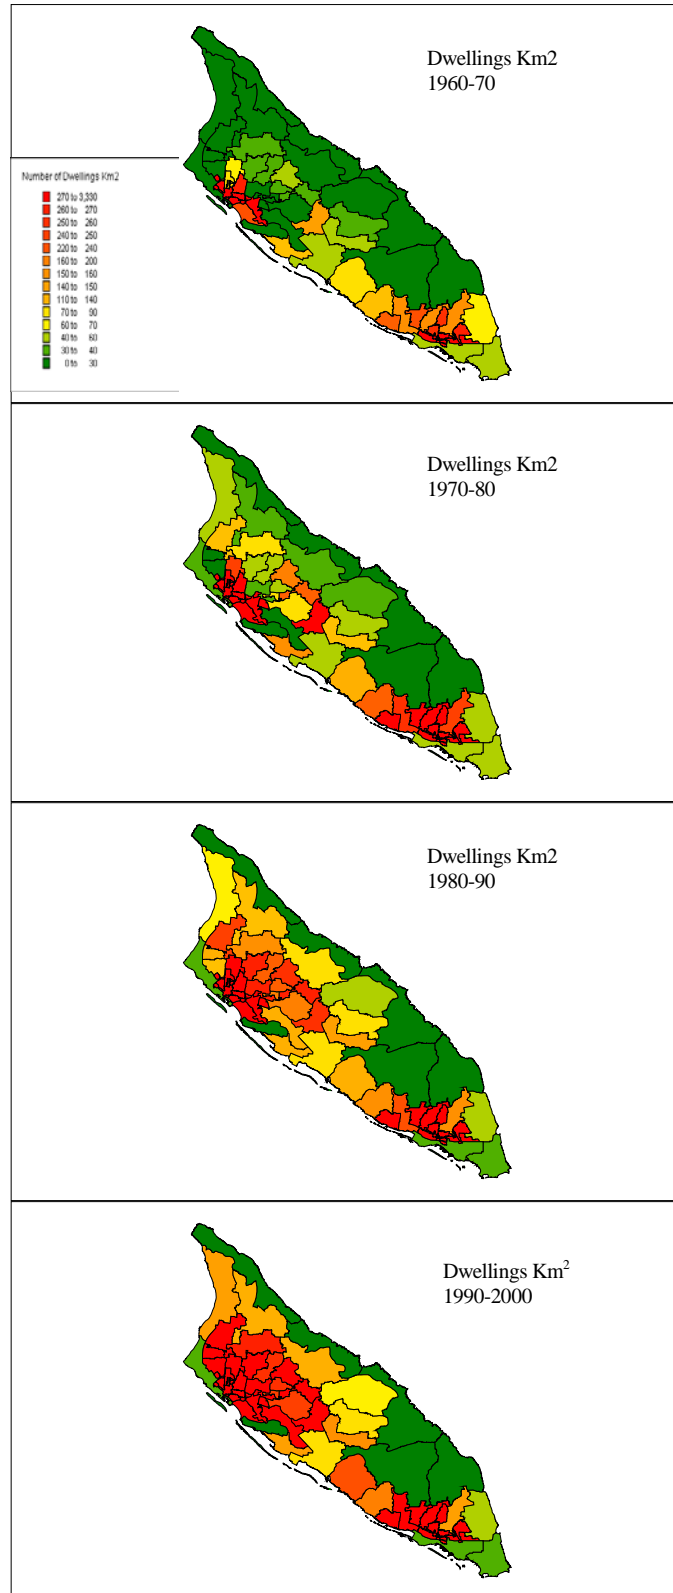 Dwellings Km2
1960-70
Number of Dwellings Km2
270 to 3,330
260 to 270
250 to 260
240 to 250
220 to 240
160 to 200
150 to 160
140 to 150
110 to 140
70 to 90
60 to 70
40 to 60
30 to 40
0 to 30
Dwellings Km2
1970-80
Dwellings Km2
1980-90
Dwellings Km²
1990-2000